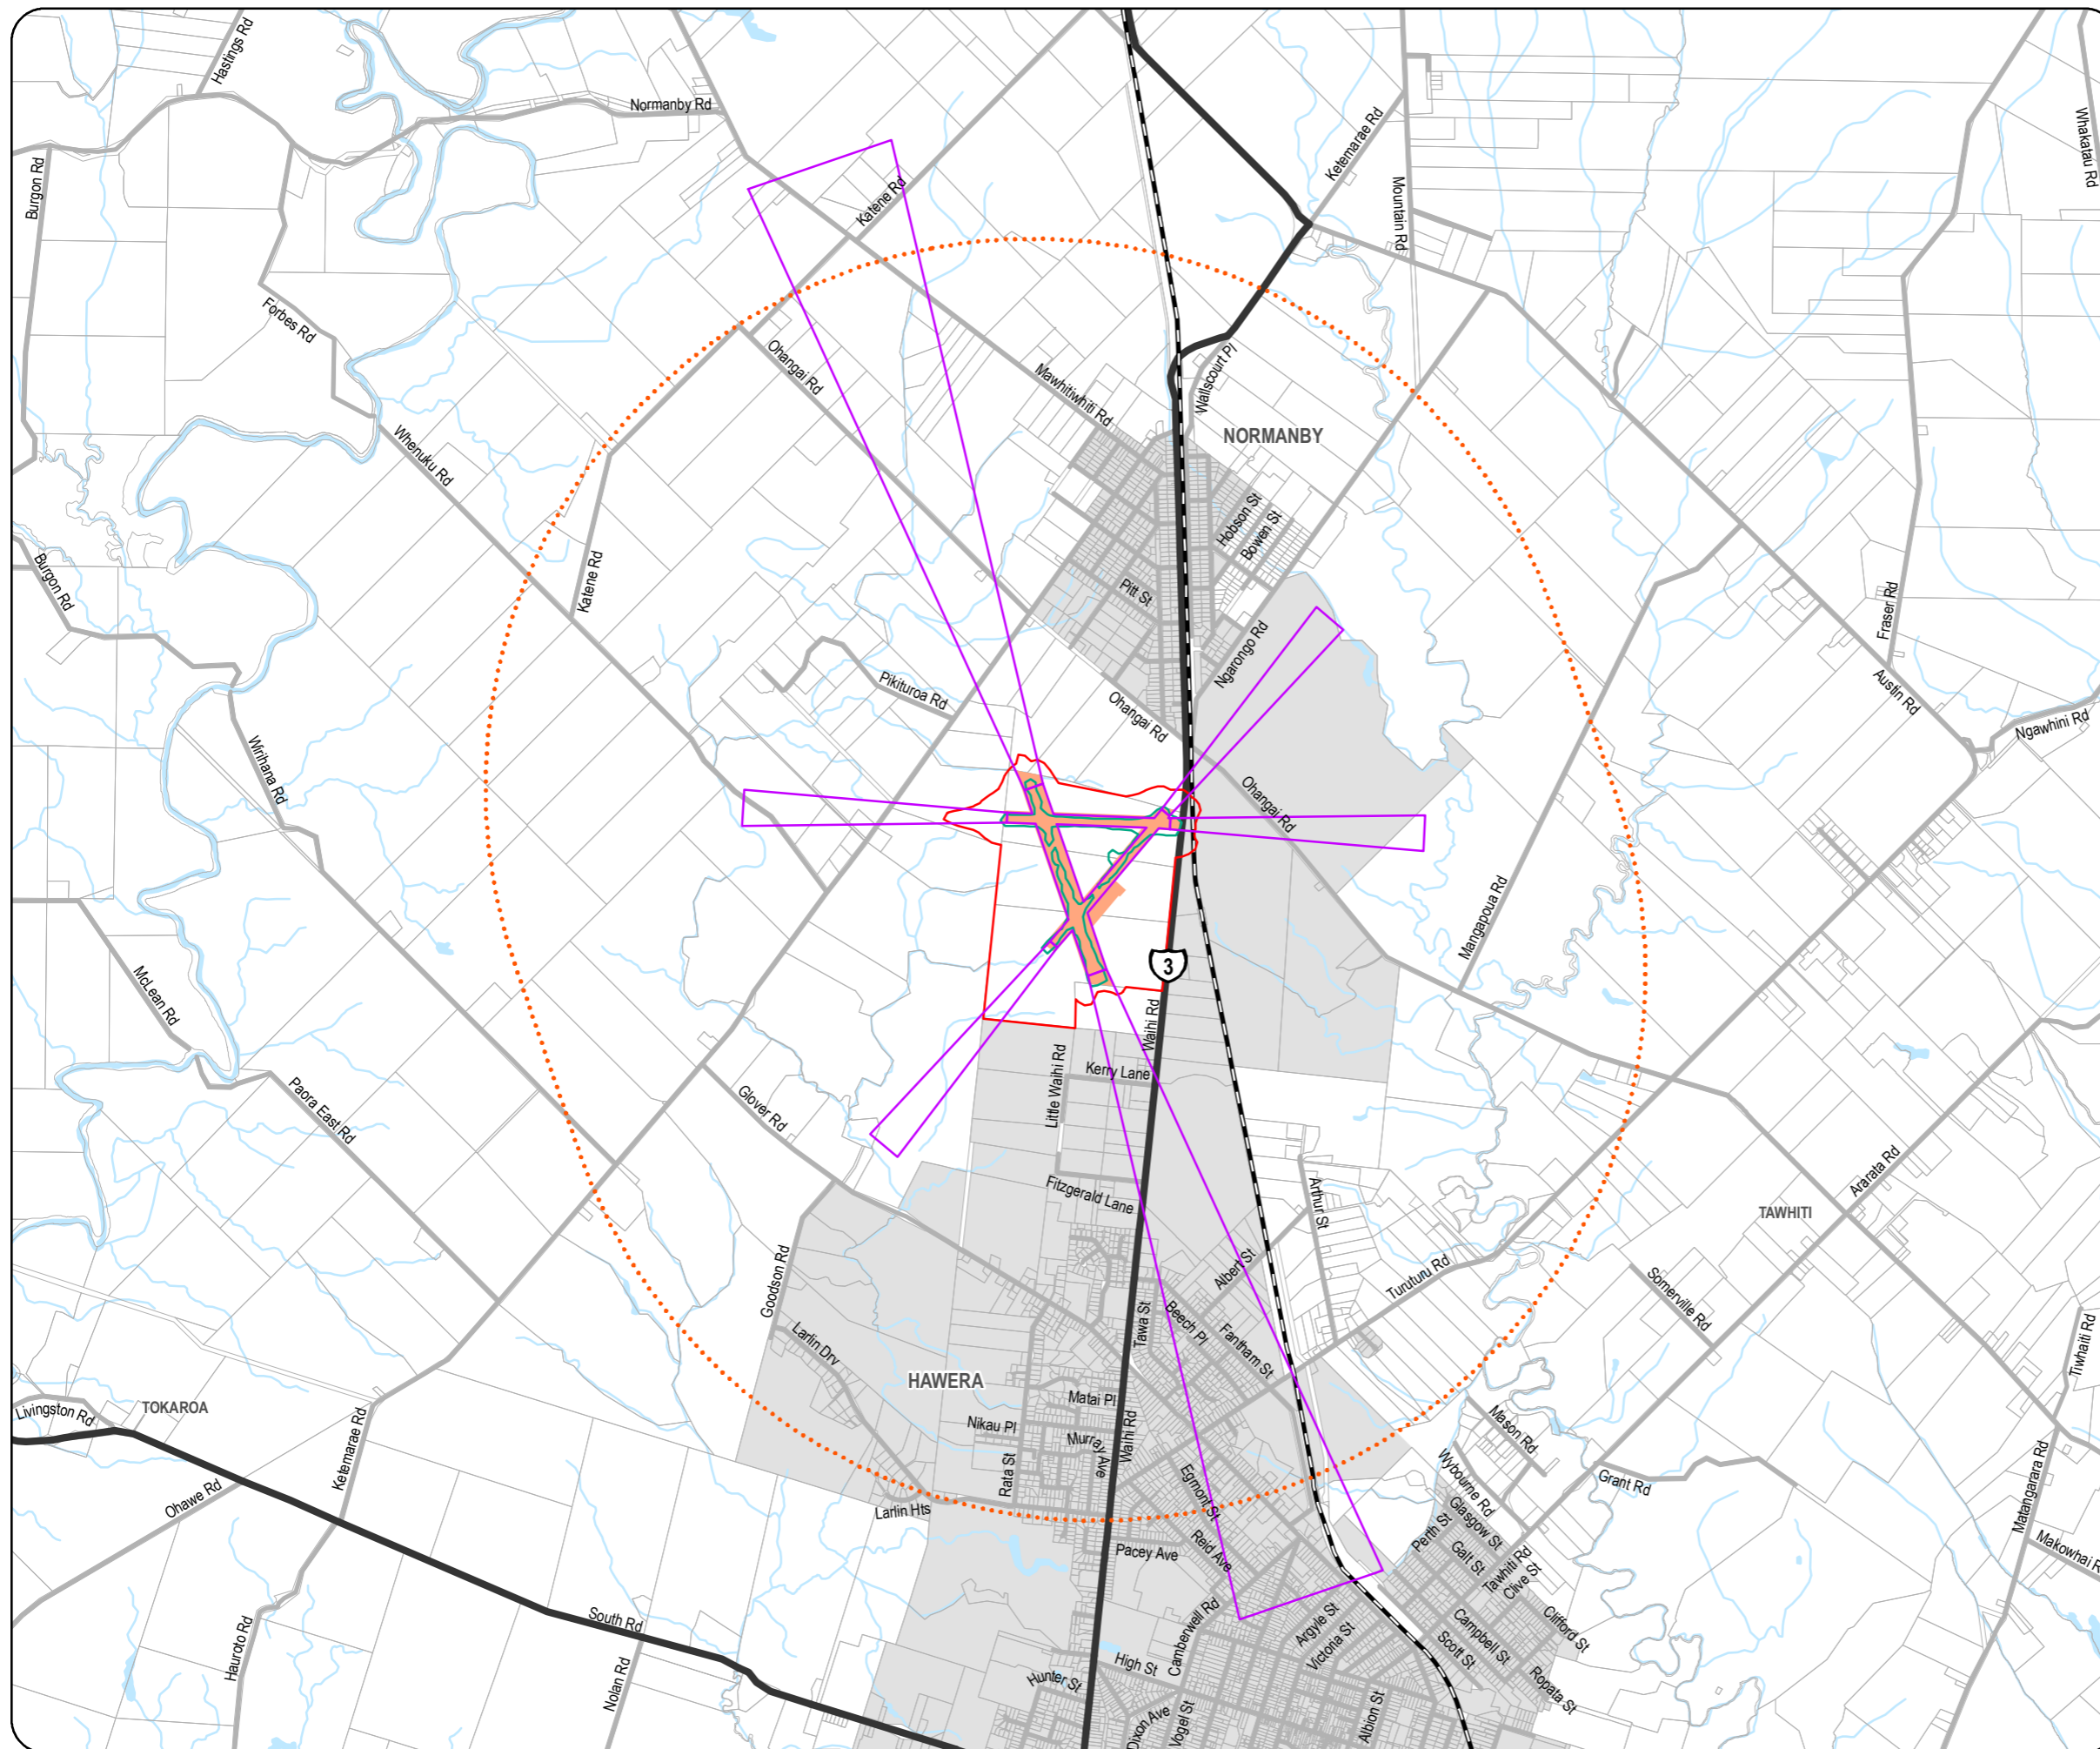 Hastings Rd
Normanby Rd
Ketemarae Rd
Whakatau Rd
Burgon Rd
Katene Rd
Mountain Rd
Forbes Rd
Ohangai Rd
Mawhitiwhiti Rd
Wallscourt Pl
NORMANBY
Whenuku Rd
Hobson St
Bowen St
Burgon Rd
Katene Rd
Pitt St
Fraser Rd
Ngarongo Rd
Pikituroa Rd
Ohangai Rd
Austin Rd
Ngawhini Rd
Wirihana Rd
Ohangai Rd
Mangapoua Rd
McLean Rd
3
Waihi Rd
Little Waihi Rd
Kerry Lane
Paora East Rd
Glover Rd
Fitzgerald Lane
Arthur St
Ararata Rd
TAWHITI
Goodson Rd
Albert St
Turuturu Rd
Somerville Rd
Larlin Drv
Tawa St
Beech Pl
Fantham St
Tiwhaiti Rd
HAWERA
Matai Pl
TOKAROA
Livingston Rd
Nikau Pl
Murray Ave
Waihi Rd
Mason Rd
Ketemarae Rd
Rata St
Egmont St
Wybourne Rd
Grant Rd
Matangarara Rd
Ohawe Rd
Larlin Hts
Glasgow St
Perth St
Pacey Ave
Reid Ave
Galt St
Tawhiti Rd
Clive St
Makowhai R
South Rd
Hauroto Rd
Camberwell Rd
Argyle St
Victoria St
Campbell St
Clifford St
Scott St
Nolan Rd
High St
Hunter St
Ropata St
Dixon Ave
Vogel St
Albion St